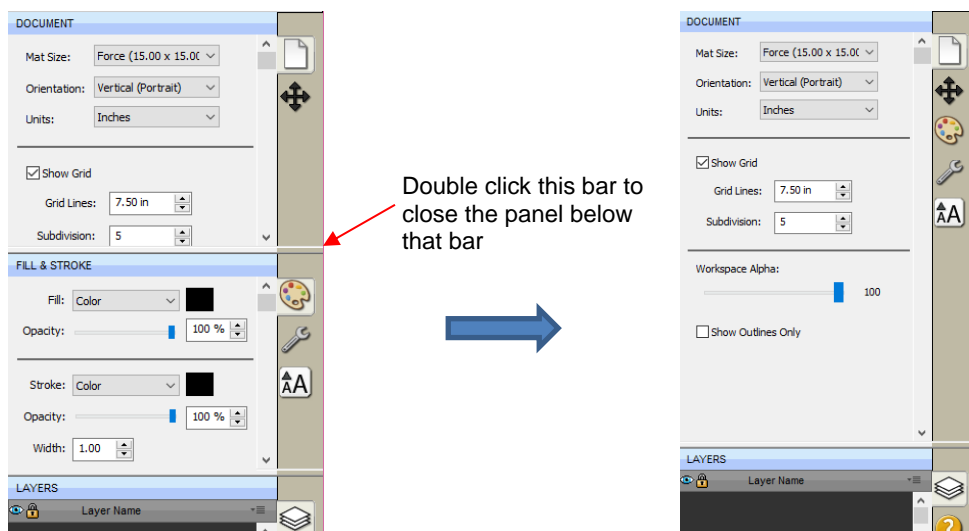 DOCUMENT
Mat Size: Force (15.00 x 15.00
Orientation: Vertical (Portrait)
Units: Inches
Show Grid
Grid Lines: 7.50 in
Subdivision: 5
FILL & STROKE
Fill: Color
Opacity: 100 %
Stroke: Color
Opacity: 100 %
Width: 1.00
LAYERS
Layer Name
AA
Double click this bar to
close the panel below
that bar
DOCUMENT
Mat Size: Force (15.00 x 15.00
Orientation: Vertical (Portrait)
Units: Inches
Show Grid
Grid Lines: 7.50 in
Subdivision: 5
Workspace Alpha:
100
Show Outlines Only
AA
LAYERS
Layer Name
?